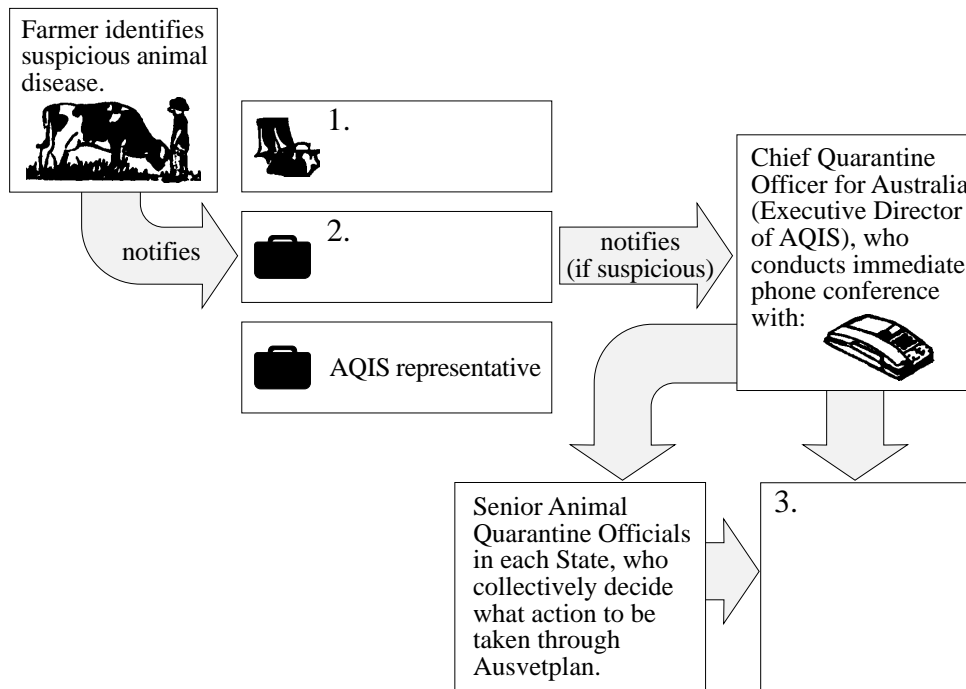 Farmer identifies
suspicious animal
disease.
1.
notifies
2.
AQIS representative
notifies
(if suspicious)
Chief Quarantine
Officer for Australia
(Executive Director
of AQIS), who
conducts immediate
phone conference
with:
Senior Animal
Quarantine Officials
in each State, who
collectively decide
what action to be
taken through
Ausvetplan.
3.